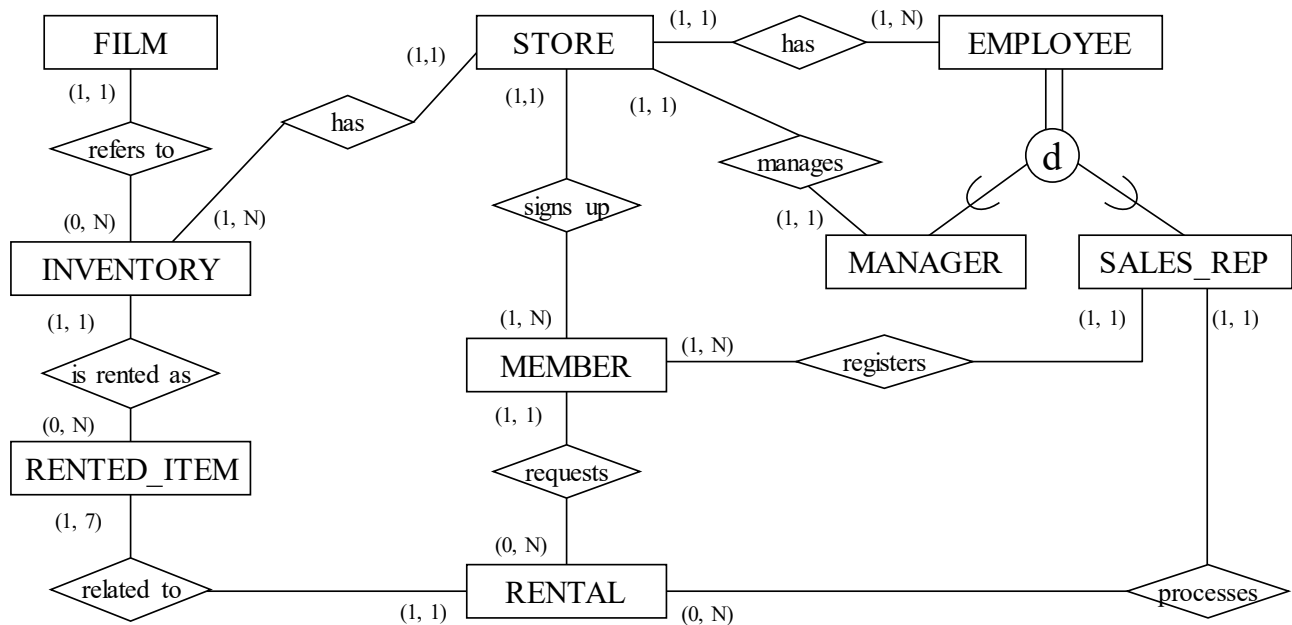 FILM
STORE
(1, 1)
has
(1, N)
EMPLOYEE
(1, 1)
(1,1)
has
(1,1)
(1, 1)
d
refers to
manages
signs up
(0, N)
(1, N)
(1, 1)
INVENTORY
MANAGER
SALES_REP
(1, 1)
(1, N)
(1, 1)
(1, 1)
is rented as
MEMBER
(1, N)
registers
(0, N)
(1, 1)
RENTED_ITEM
requests
(1, 7)
(0, N)
related to
(1, 1)
RENTAL
(0, N)
processes